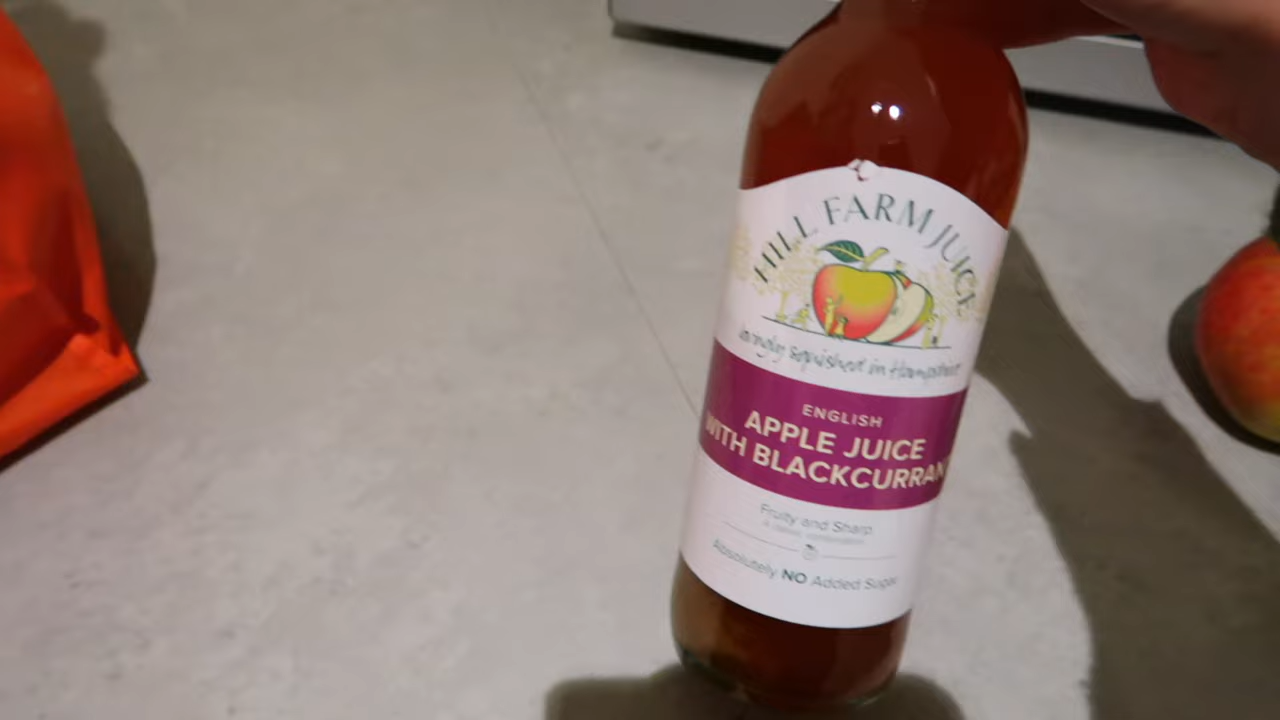 HILL FARM JUICE
lovingly squished in Hampshire
ENGLISH
APPLE JUICE
WITH BLACKCURRAN
Fruity and Sharp
Absolutely NO Added Sugar